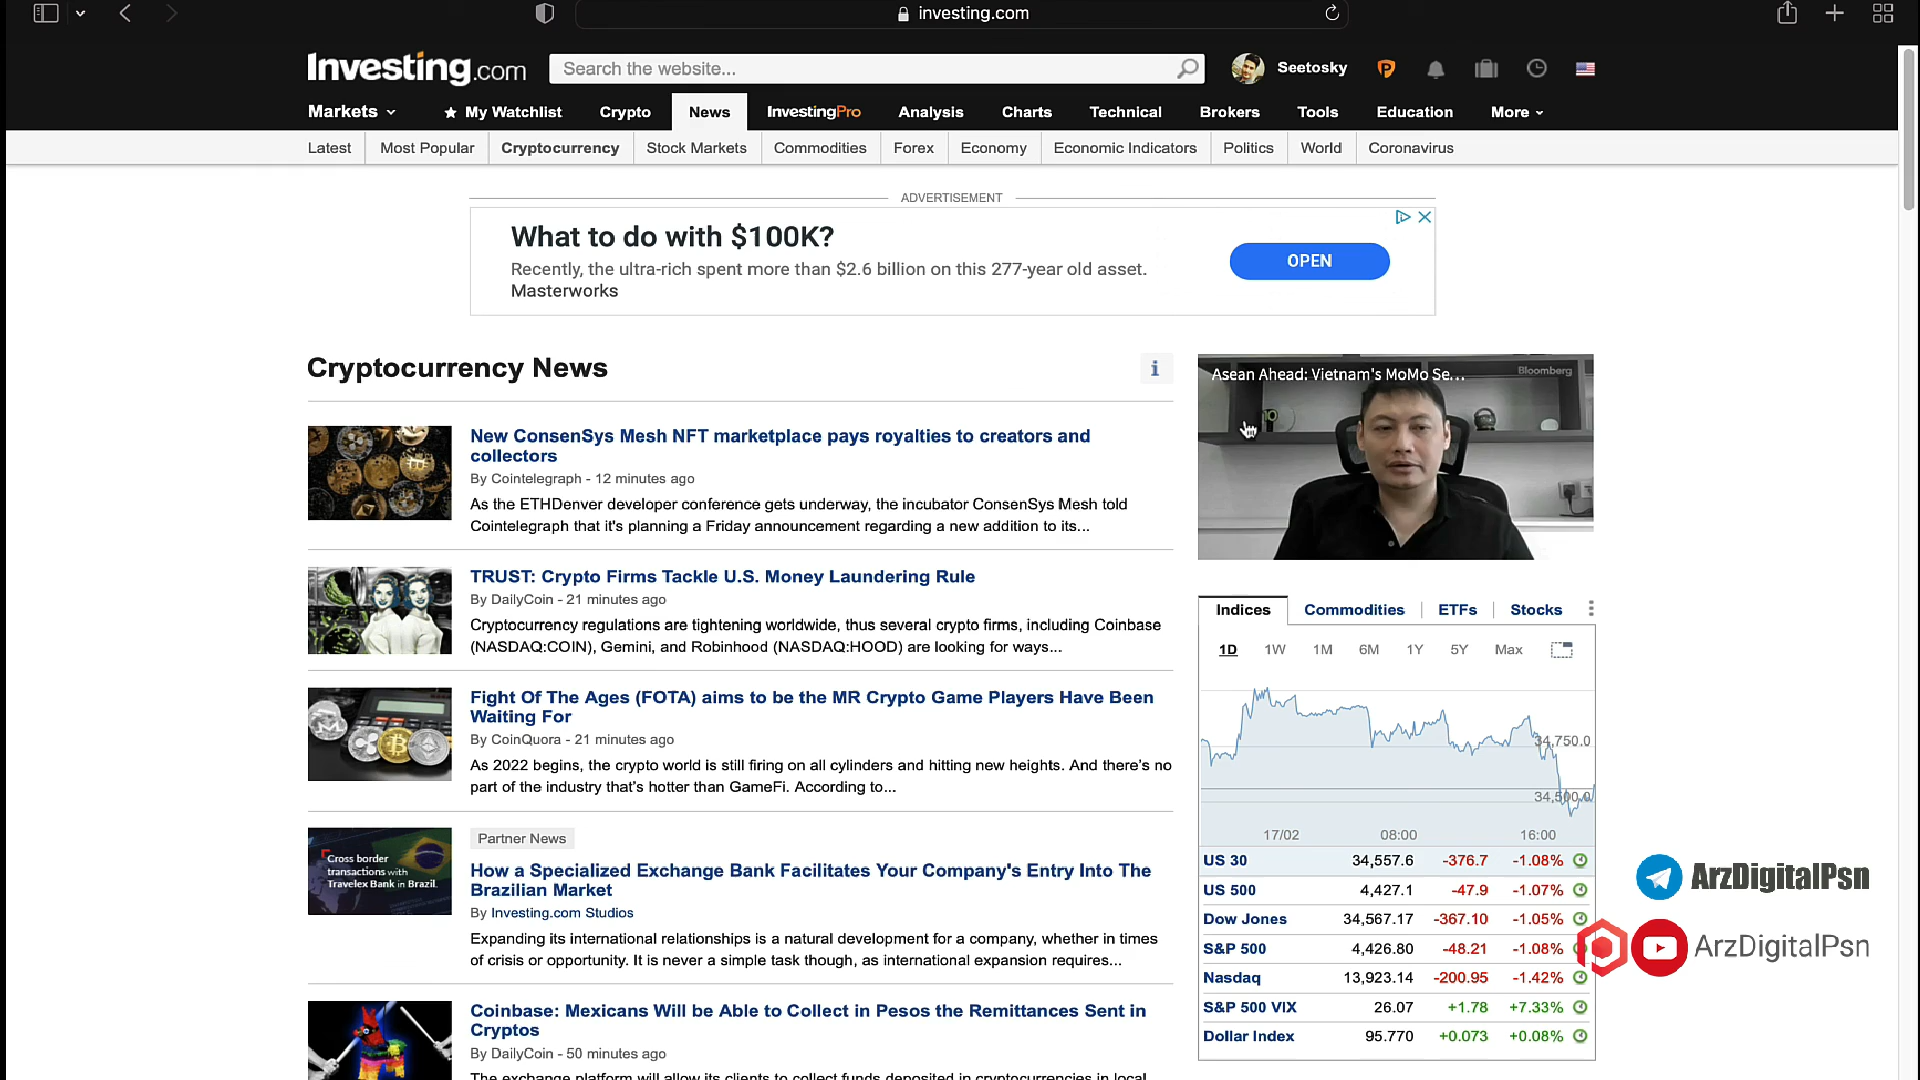 investing.com
Investing.com
Search the website...
Seetosky
Markets
My Watchlist
Crypto
News
InvestingPro
Analysis
Charts
Technical
Brokers
Tools
Education
More
Latest
Most Popular
Cryptocurrency
Stock Markets
Commodities
Forex
Economy
Economic Indicators
Politics
World
Coronavirus
ADVERTISEMENT
What to do with $100K?
Recently, the ultra-rich spent more than $2.6 billion on this 277-year old asset.
Masterworks
OPEN
Cryptocurrency News
i
New ConsenSys Mesh NFT marketplace pays royalties to creators and
collectors
By Cointelegraph - 12 minutes ago
As the ETHDenver developer conference gets underway, the incubator ConsenSys Mesh told
Cointelegraph that it's planning a Friday announcement regarding a new addition to its...
TRUST: Crypto Firms Tackle U.S. Money Laundering Rule
By DailyCoin - 21 minutes ago
Cryptocurrency regulations are tightening worldwide, thus several crypto firms, including Coinbase
(NASDAQ:COIN), Gemini, and Robinhood (NASDAQ:HOOD) are looking for ways...
Fight Of The Ages (FOTA) aims to be the MR Crypto Game Players Have Been
Waiting For
By CoinQuora - 21 minutes ago
As 2022 begins, the crypto world is still firing on all cylinders and hitting new heights. And there's no
part of the industry that's hotter than GameFi. According to...
Cross border
transactions with
Travelex Bank in Brazil.
Partner News
How a Specialized Exchange Bank Facilitates Your Company's Entry Into The
Brazilian Market
By Investing.com Studios
Expanding its international relationships is a natural development for a company, whether in times
of crisis or opportunity. It is never a simple task though, as international expansion requires...
Coinbase: Mexicans Will be Able to Collect in Pesos the Remittances Sent in
Cryptos
By DailyCoin - 50 minutes ago
The exchange platform will allow its clients to collect funds deposited in cryptocurrencies in local
Asean Ahead: Vietnam"s MoMo Se...
Bloomberg
Indices
Commodities
ETFs
Stocks
1D 1W 1M 6M 1Y 5Y Max
34,750.0
34,500.0
17/02 08:00 16:00
US 30 34,557.6 -376.7 -1.08%
US 500 4,427.1 -47.9 -1.07%
Dow Jones 34,567.17 -367.10 -1.05%
S&P 500 4,426.80 -48.21 -1.08%
Nasdaq 13,923.14 -200.95 -1.42%
S&P 500 VIX 26.07 +1.78 +7.33%
Dollar Index 95.770 +0.073 +0.08%
ArzDigitalPsn
ArzDigitalPsn